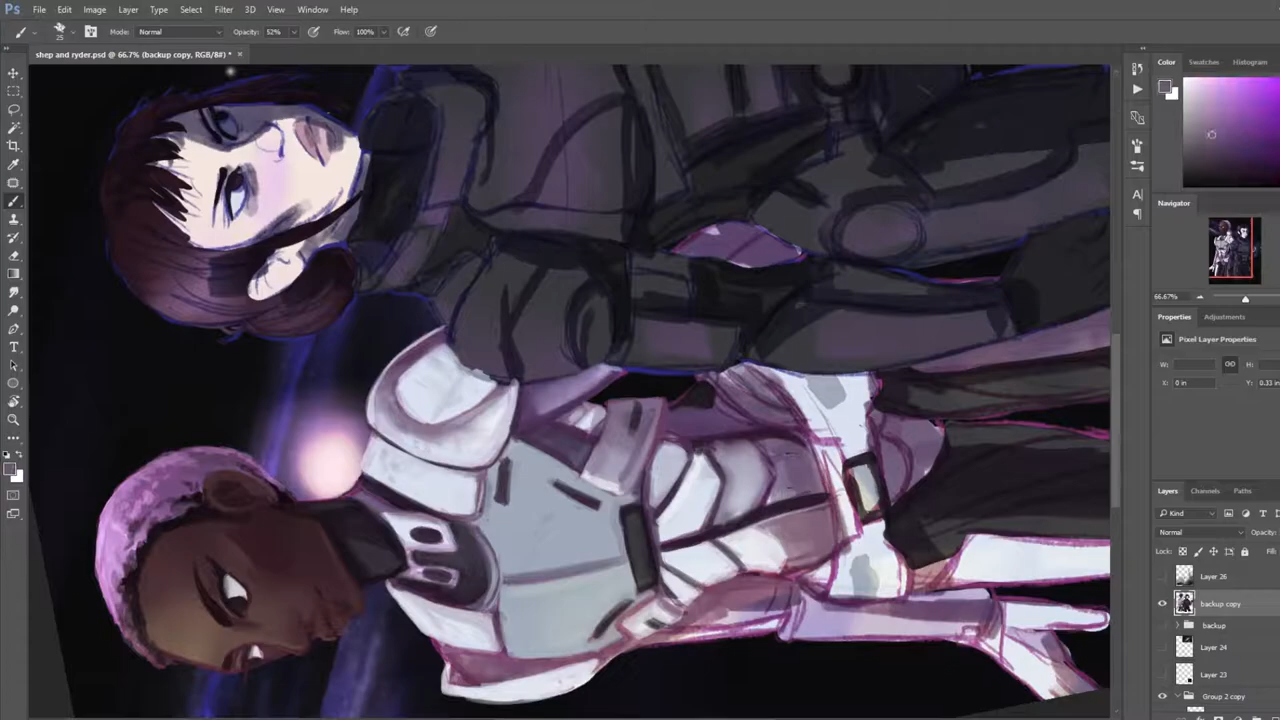 Ps File Edit Image Layer Type Select Filter 3D View Window Help
25 Mode: Normal Opacity: 52% Flow: 100%
shep and ryder.psd @ 66.7% (backup copy, RGB/8#) * ×
Color Swatches Histogram
Navigator
66.67%
Properties Adjustments
Pixel Layer Properties
W: H:
X: 0 in Y: 0.33 in
Layers Channels Paths
Kind
Normal Opacity:
Lock: Fill:
Layer 26
backup copy
backup
Layer 24
Layer 23
Group 2 copy